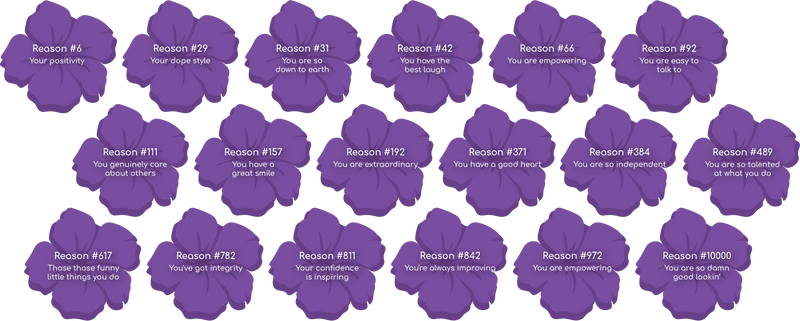 Reason #6
Your positivity
Reason #29
Your dope style
Reason #31
You are so
down to earth
Reason #42
You have the
best laugh
Reason #66
You are empowering
Reason #92
You are easy to
talk to
Reason #111
You genuinely care
about others
Reason #157
You have a
great smile
Reason #192
You are extraordinary
Reason #371
You have a good heart
Reason #384
You are so independent
Reason #489
You are so talented
at what you do
Reason #617
Those those funny
little things you do
Reason #782
You've got integrity
Reason #811
Your confidence
is inspiring
Reason #842
You're always improving
Reason #972
You are empowering
Reason #10000
You are so damn
good lookin'